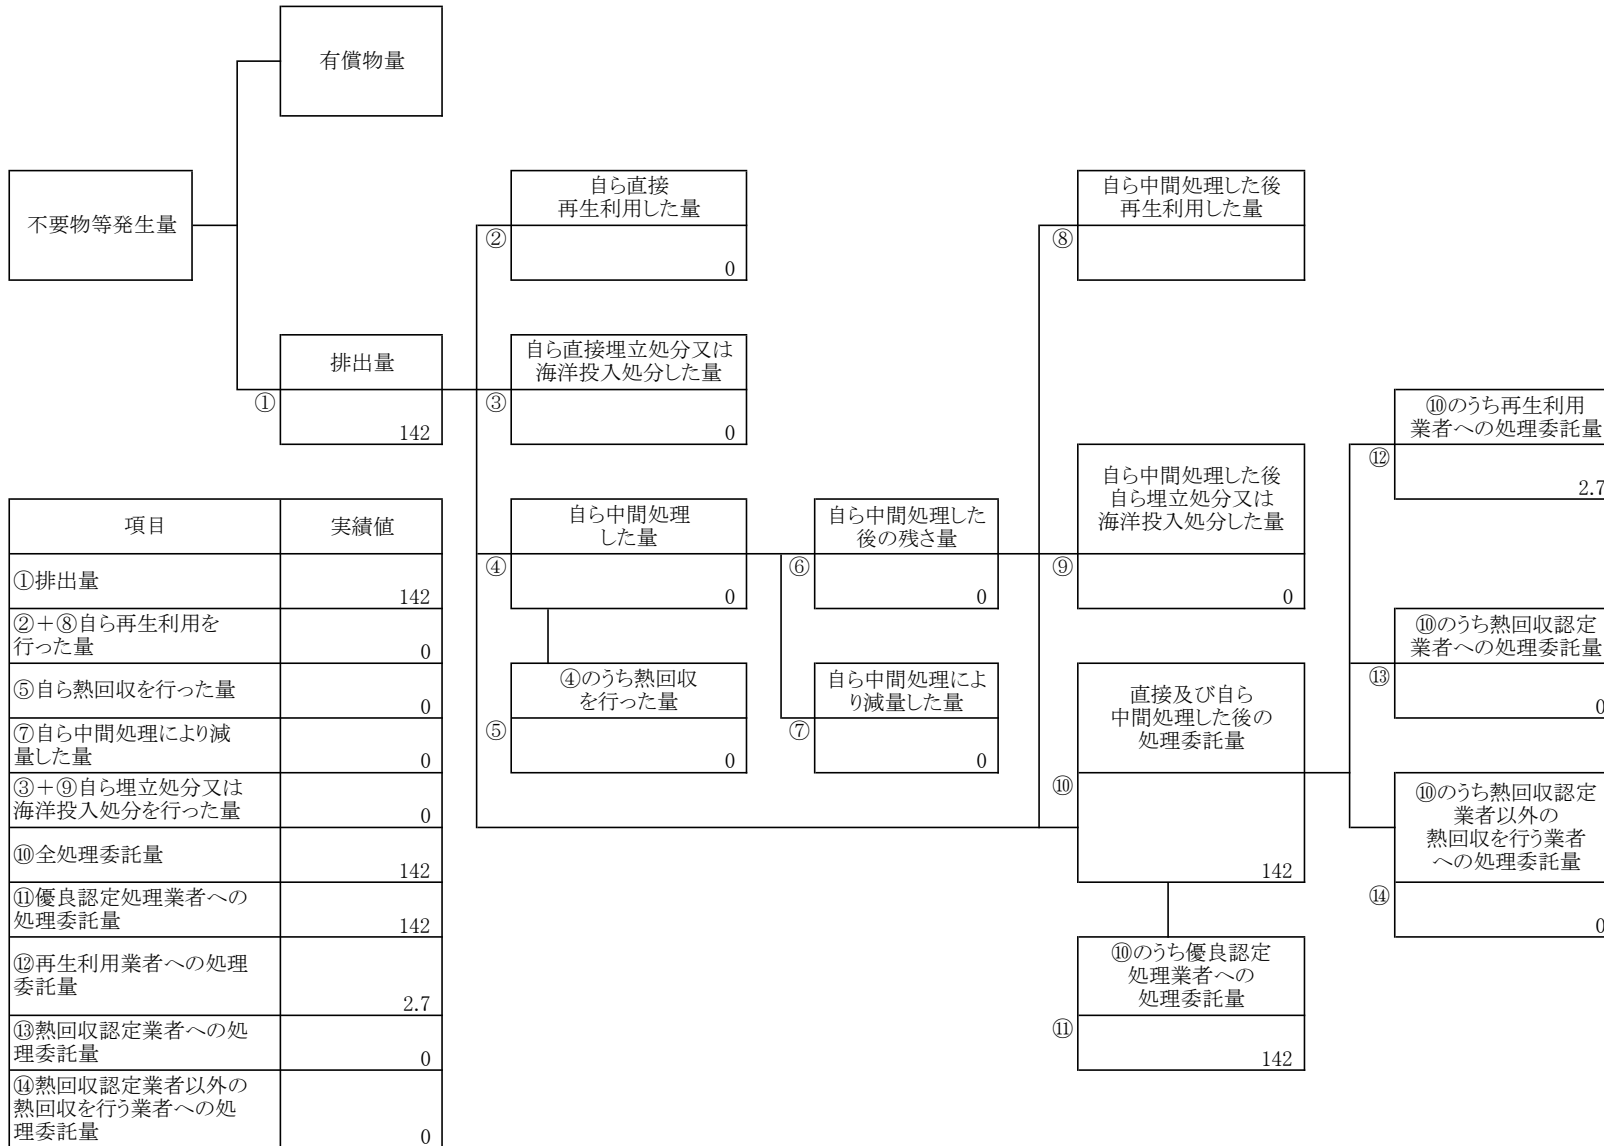 有償物量
不要物等発生量
自ら直接
再生利用した量
②
0
自ら中間処理した後
再生利用した量
⑧
排出量
①
142
自ら直接埋立処分又は
海洋投入処分した量
③
0
⑩のうち再生利用
業者への処理委託量
⑫
2.7
自ら中間処理
した量
④
0
自ら中間処理した
後の残さ量
⑥
0
自ら中間処理した後
自ら埋立処分又は
海洋投入処分した量
⑨
0
⑩のうち熱回収認定
業者への処理委託量
⑬
0
④のうち熱回収
を行った量
⑤
0
自ら中間処理によ
り減量した量
⑦
0
直接及び自ら
中間処理した後の
処理委託量
⑩
142
⑩のうち熱回収認定
業者以外の
熱回収を行う業者
への処理委託量
⑭
0
⑩のうち優良認定
処理業者への
処理委託量
⑪
142
項目
実績値
①排出量
142
②+⑧自ら再生利用を
行った量
0
⑤自ら熱回収を行った量
0
⑦自ら中間処理により減
量した量
0
③+⑨自ら埋立処分又は
海洋投入処分を行った量
0
⑩全処理委託量
142
⑪優良認定処理業者への
処理委託量
142
⑫再生利用業者への処理
委託量
2.7
⑬熱回収認定業者への処
理委託量
0
⑭熱回収認定業者以外の
熱回収を行う業者への処
理委託量
0